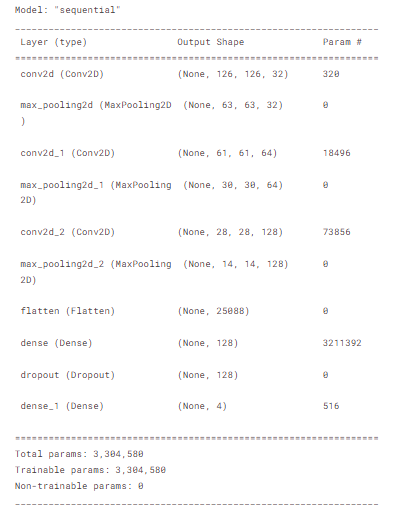 Model: "sequential"
_________________________________________________________________
Layer (type) Output Shape Param #
=================================================================
conv2d (Conv2D) (None, 126, 126, 32) 320
max_pooling2d (MaxPooling2D (None, 63, 63, 32) 0
)
conv2d_1 (Conv2D) (None, 61, 61, 64) 18496
max_pooling2d_1 (MaxPooling (None, 30, 30, 64) 0
2D)
conv2d_2 (Conv2D) (None, 28, 28, 128) 73856
max_pooling2d_2 (MaxPooling (None, 14, 14, 128) 0
2D)
flatten (Flatten) (None, 25088) 0
dense (Dense) (None, 128) 3211392
dropout (Dropout) (None, 128) 0
dense_1 (Dense) (None, 4) 516
=================================================================
Total params: 3,304,580
Trainable params: 3,304,580
Non-trainable params: 0
_________________________________________________________________